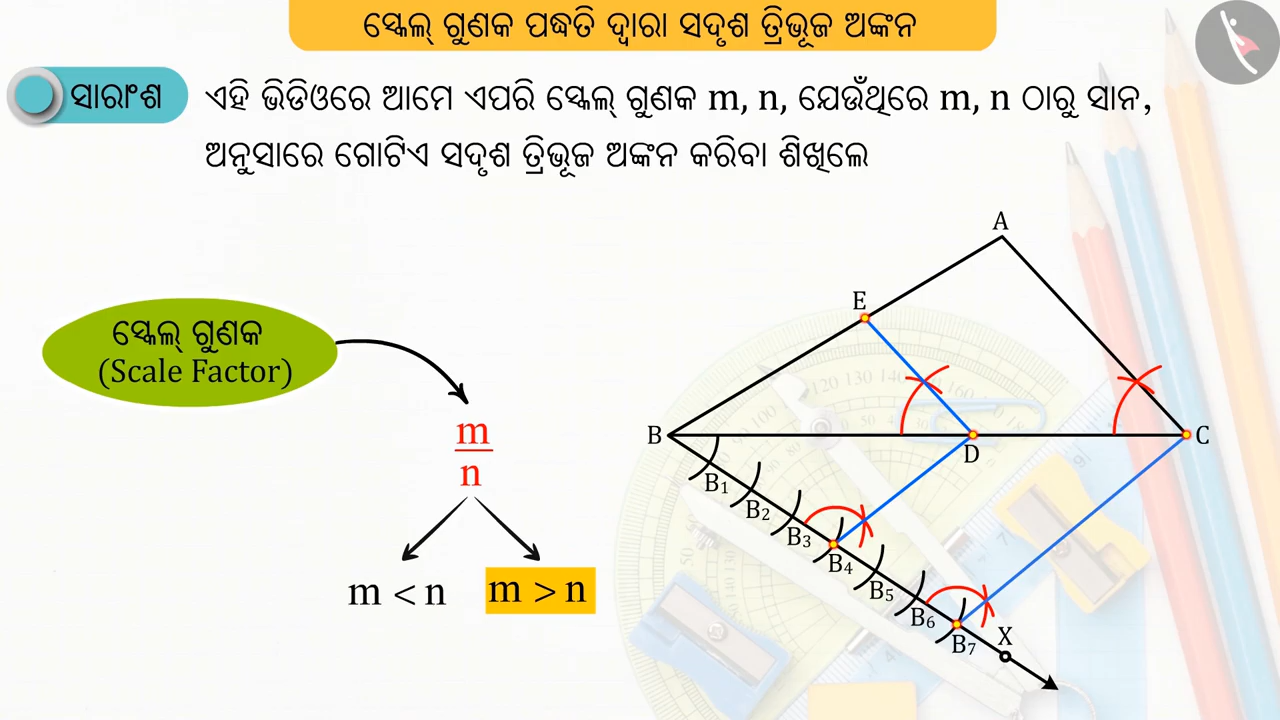 ସ୍କେଲ୍ ଗୁଣକ ପଦ୍ଧତି ଦ୍ୱାରା ସଦୃଶ ତ୍ରିଭୂଜ ଅଙ୍କନ
ସାରାଂଶ
ଏହି ଭିଡିଓରେ ଆମେ ଏପରି ସ୍କେଲ୍ ଗୁଣକ m, n, ଯେଉଁଥିରେ m, n ଠାରୁ ସାନ,
ଅନୁସାରେ ଗୋଟିଏ ସଦୃଶ ତ୍ରିଭୂଜ ଅଙ୍କନ କରିବା ଶିଖିଲେ
ସ୍କେଲ୍ ଗୁଣକ
(Scale Factor)
m
n
m < n
m > n
A
E
B
C
D
B₁
B₂
B₃
B₄
B₅
B₆
B₇
X